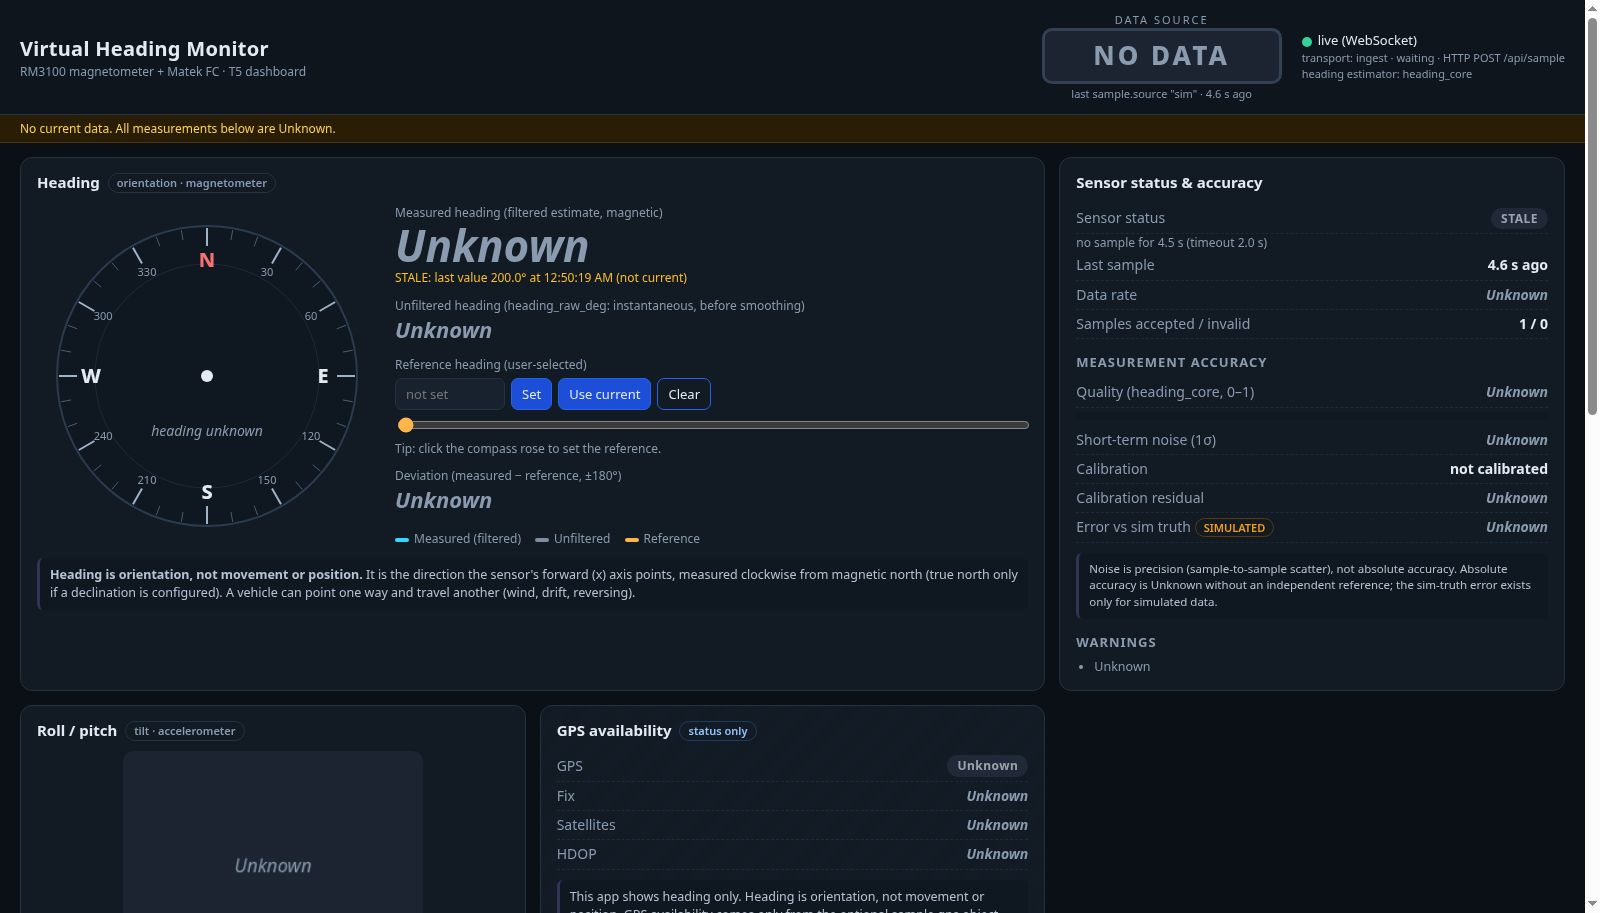 Virtual Heading Monitor
RM3100 magnetometer + Matek FC · T5 dashboard
DATA SOURCE
NO DATA
last sample.source "sim" · 4.6 s ago
live (WebSocket)
transport: ingest · waiting · HTTP POST /api/sample
heading estimator: heading_core
No current data. All measurements below are Unknown.
Heading
orientation · magnetometer
N
30
60
E
120
150
S
210
240
W
300
330
heading unknown
Measured heading (filtered estimate, magnetic)
Unknown
STALE: last value 200.0° at 12:50:19 AM (not current)
Unfiltered heading (heading_raw_deg: instantaneous, before smoothing)
Unknown
Reference heading (user-selected)
not set
Set
Use current
Clear
Tip: click the compass rose to set the reference.
Deviation (measured − reference, ±180°)
Unknown
Measured (filtered)
Unfiltered
Reference
Heading is orientation, not movement or position. It is the direction the sensor's forward (x) axis points, measured clockwise from magnetic north (true north only
if a declination is configured). A vehicle can point one way and travel another (wind, drift, reversing).
Sensor status & accuracy
Sensor status STALE
no sample for 4.5 s (timeout 2.0 s)
Last sample 4.6 s ago
Data rate Unknown
Samples accepted / invalid 1 / 0
MEASUREMENT ACCURACY
Quality (heading_core, 0–1) Unknown
Short-term noise (1σ) Unknown
Calibration not calibrated
Calibration residual Unknown
Error vs sim truth SIMULATED Unknown
Noise is precision (sample-to-sample scatter), not absolute accuracy. Absolute
accuracy is Unknown without an independent reference; the sim-truth error exists
only for simulated data.
WARNINGS
• Unknown
Roll / pitch
tilt · accelerometer
Unknown
GPS availability
status only
GPS Unknown
Fix Unknown
Satellites Unknown
HDOP Unknown
This app shows heading only. Heading is orientation, not movement or
position. GPS availability comes only from the optional sample.gps object.